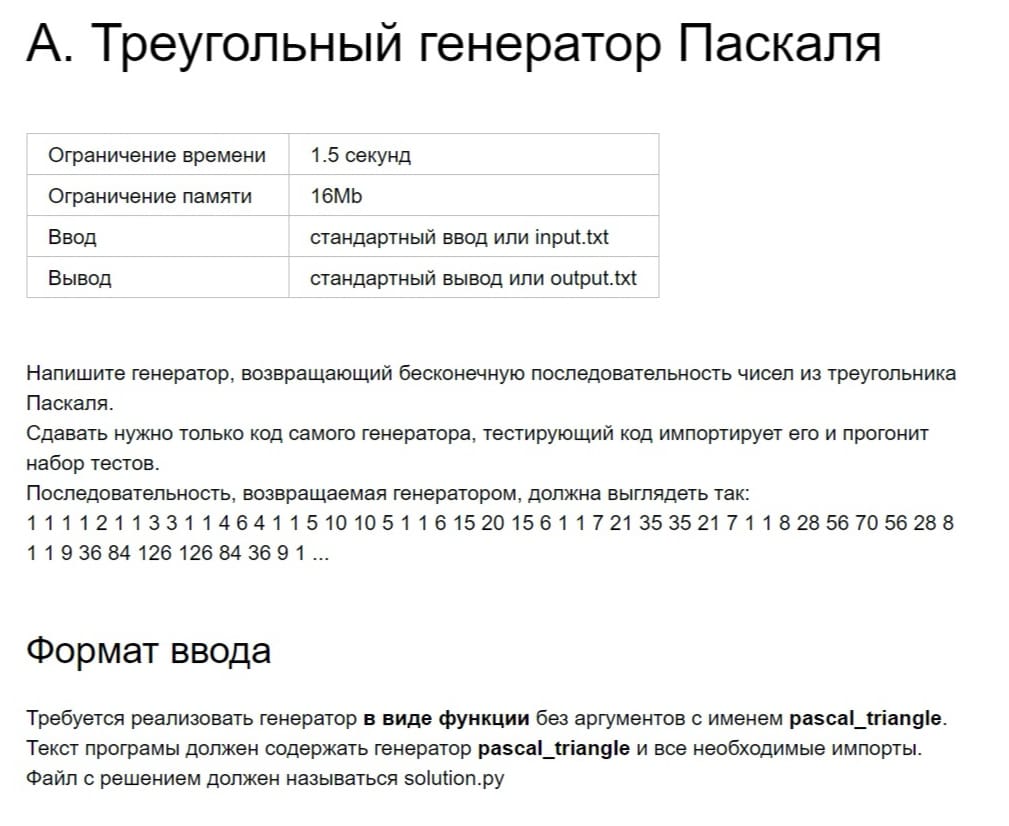 А. Треугольный генератор Паскаля
Ограничение времени 1.5 секунд
Ограничение памяти 16Mb
Ввод стандартный ввод или input.txt
Вывод стандартный вывод или output.txt
Напишите генератор, возвращающий бесконечную последовательность чисел из треугольника
Паскаля.
Сдавать нужно только код самого генератора, тестирующий код импортирует его и прогонит
набор тестов.
Последовательность, возвращаемая генератором, должна выглядеть так:
1 1 1 1 2 1 1 3 3 1 1 4 6 4 1 1 5 10 10 5 1 1 6 15 20 15 6 1 1 7 21 35 35 21 7 1 1 8 28 56 70 56 28 8
1 1 9 36 84 126 126 84 36 9 1 ...
Формат ввода
Требуется реализовать генератор в виде функции без аргументов с именем pascal_triangle.
Текст програмы должен содержать генератор pascal_triangle и все необходимые импорты.
Файл с решением должен называться solution.py